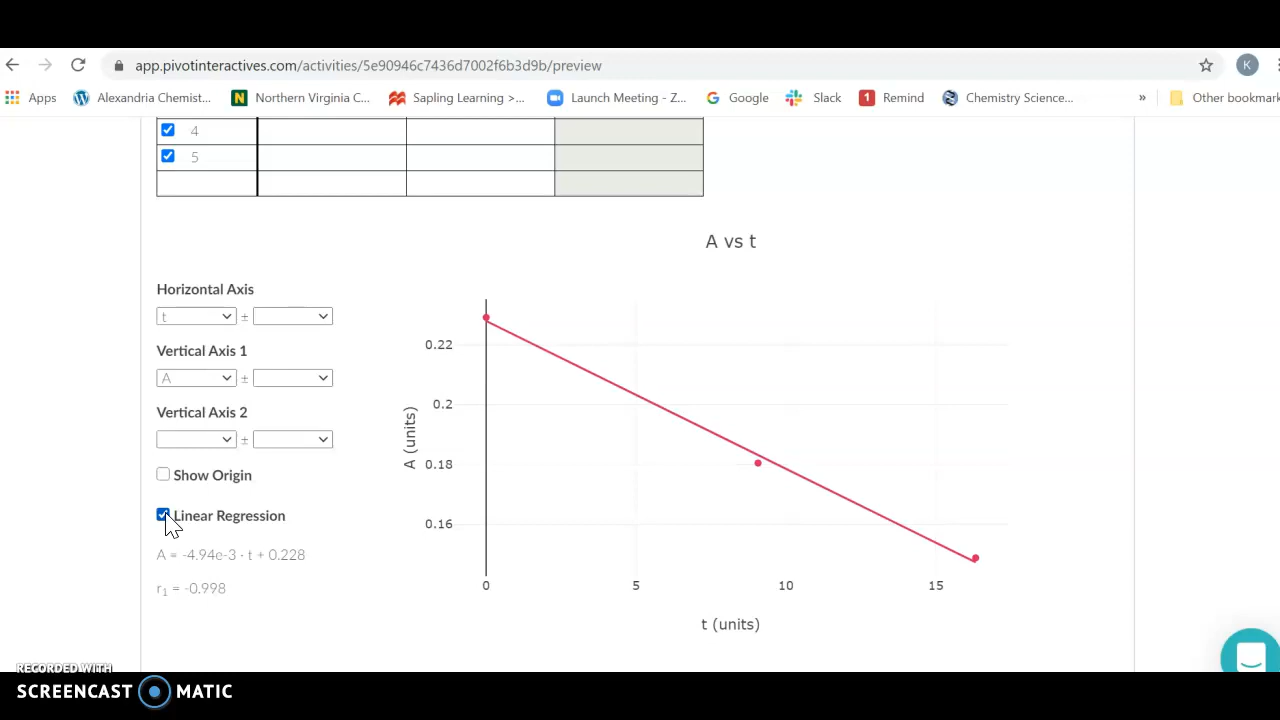 app.pivotinteractives.com/activities/5e90946c7436d7002f6b3d9b/preview
K
Apps
Alexandria Chemist...
N
Northern Virginia C...
Sapling Learning >...
Launch Meeting - Z...
G
Google
Slack
1
Remind
Chemistry Science...
»
Other bookmark
4
5
A vs t
Horizontal Axis
t
±
Vertical Axis 1
A
±
Vertical Axis 2
±
Show Origin
Linear Regression
A = -4.94e-3 · t + 0.228
r1 = -0.998
0.22
0.2
0.18
0.16
A (units)
0
5
10
15
t (units)
RECORDED WITH
SCREENCAST MATIC